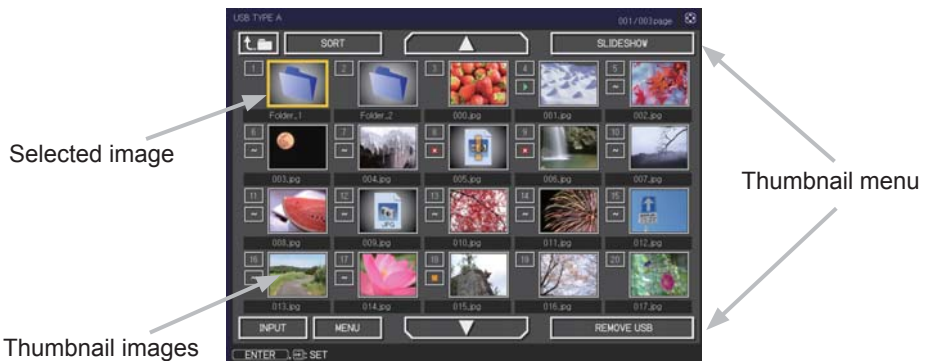 USB TYPE A 001/003page
SORT SLIDESHOW
1 2 3 4 5
Folder_1 Folder_2 000.jpg 001.jpg 002.jpg
Selected image
6 7 8 9 10
003.jpg 004.jpg 005.jpg 006.jpg 007.jpg
Thumbnail menu
11 12 13 14 15
JPG
008.jpg 009.jpg 010.jpg 011.jpg 012.jpg
16 17 18 19 20
013.jpg 014.jpg 015.jpg 016.jpg 017.jpg
Thumbnail images
INPUT MENU REMOVE USB
ENTER , : SET